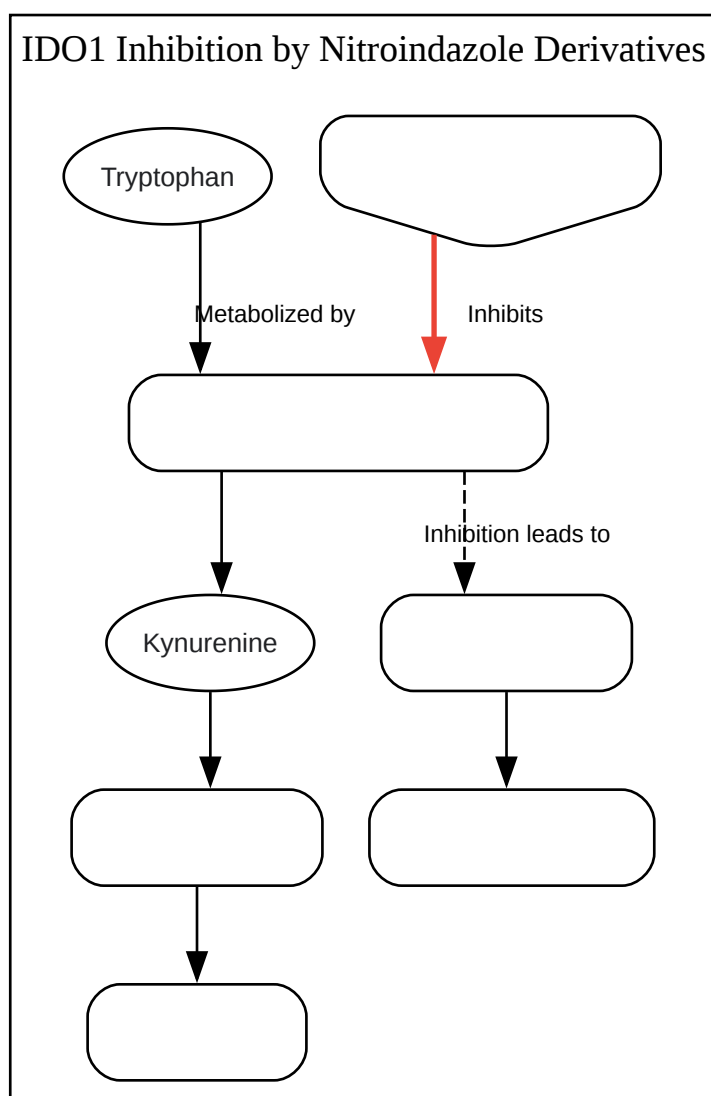 IDO1 Inhibition by Nitroindazole Derivatives
Tryptophan
Metabolized by
Inhibits
Inhibition leads to
Kynurenine